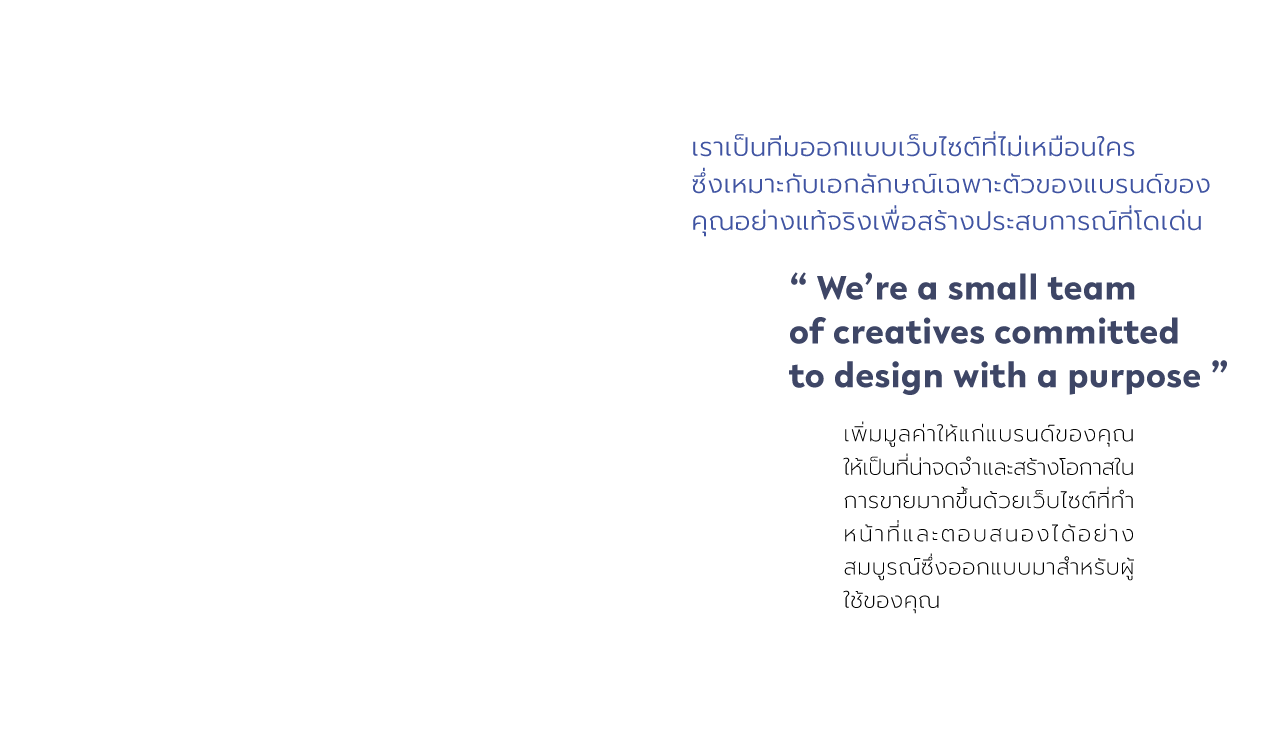 เราเป็นทีมออกแบบเว็บไซต์ที่ไม่เหมือนใคร
ซึ่งเหมาะกับเอกลักษณ์เฉพาะตัวของแบรนด์ของ
คุณอย่างแท้จริงเพื่อสร้างประสบการณ์ที่โดเด่น
“ We’re a small team
of creatives committed
to design with a purpose ”
เพิ่มมูลค่าให้แก่แบรนด์ของคุณ
ให้เป็นที่น่าจดจำและสร้างโอกาสใน
การขายมากขึ้นด้วยเว็บไซต์ที่ทำ
หน้าที่และตอบสนองได้อย่าง
สมบูรณ์ซึ่งออกแบบมาสำหรับผู้
ใช้ของคุณ